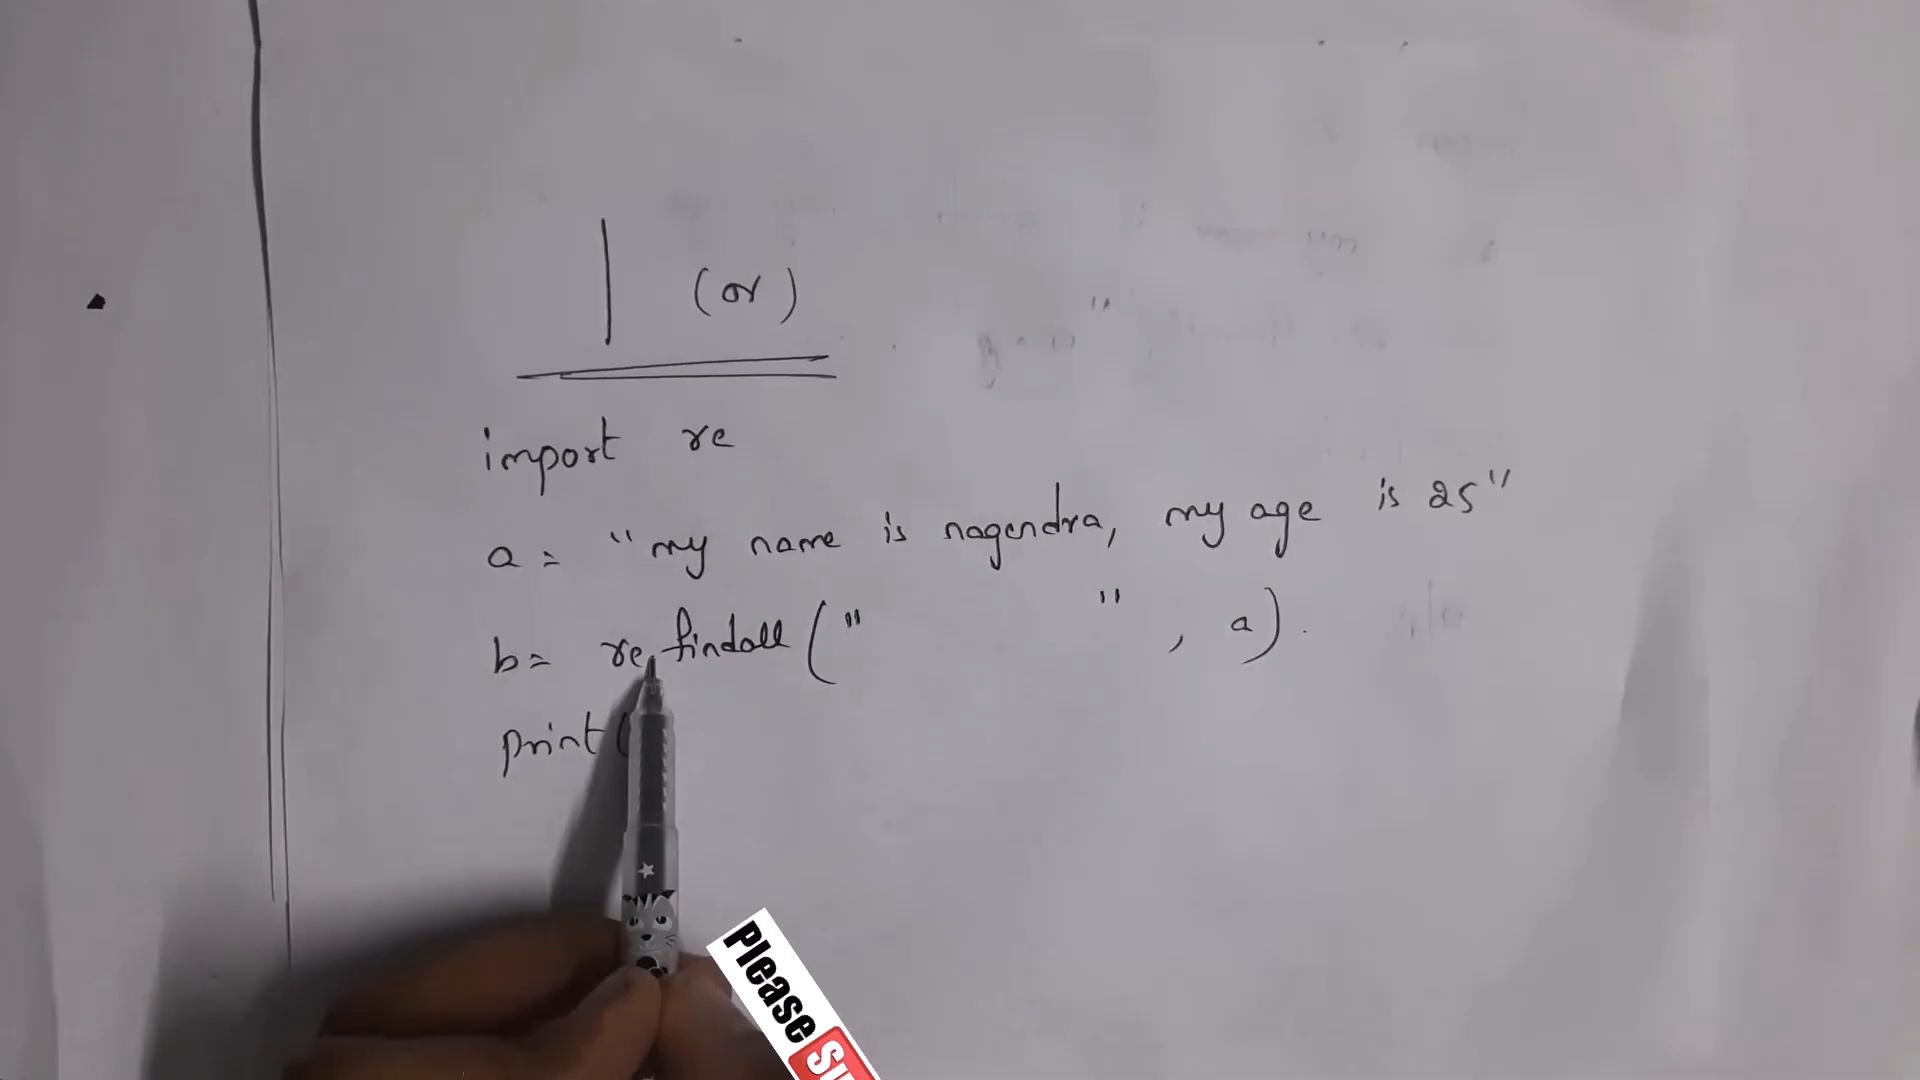 | (or)
import re
a = "my name is nagendra, my age is 25"
b = re.findall (" ", a).
print(
Please